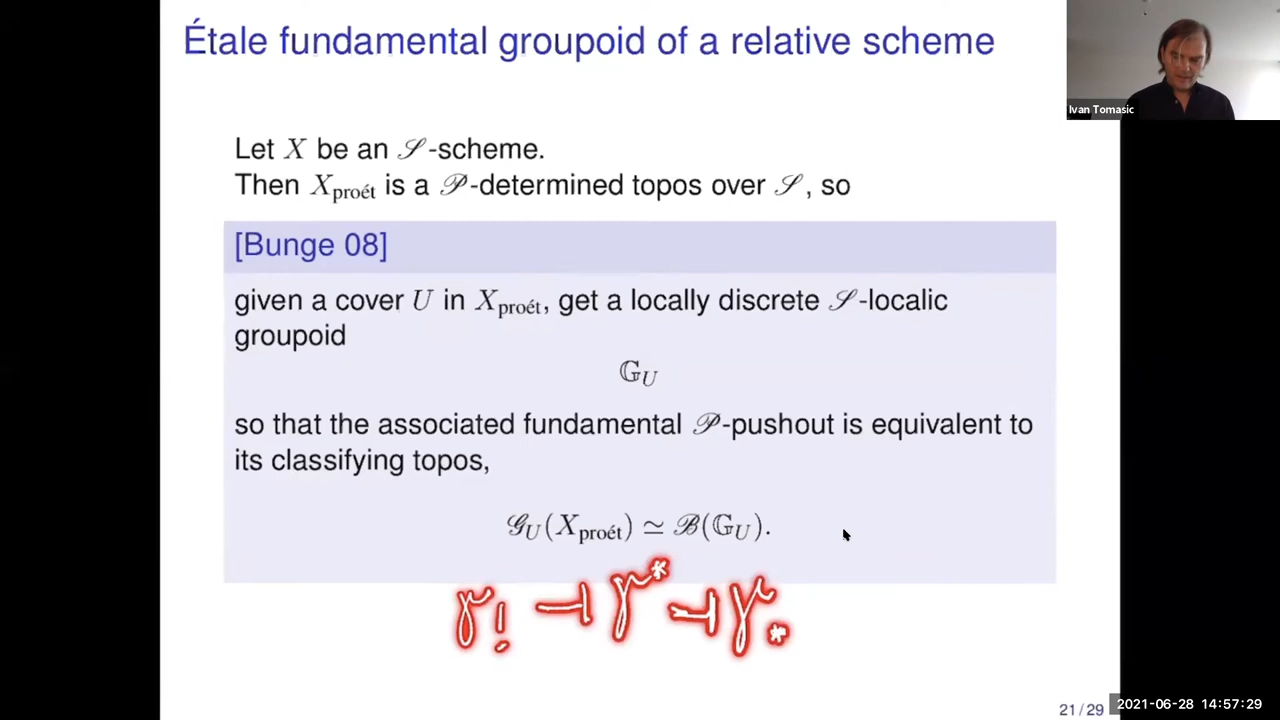 Étale fundamental groupoid of a relative scheme
Ivan Tomasic
Let X be an 𝒮-scheme.
Then X_proét is a 𝒫-determined topos over 𝒮, so
[Bunge 08]
given a cover U in X_proét, get a locally discrete 𝒮-localic
groupoid
𝔾_U
so that the associated fundamental 𝒫-pushout is equivalent to
its classifying topos,
𝒢_U(X_proét) ≃ ℬ(𝔾_U).
γ_! ⊣ γ^* ⊣ γ_*
21/29
2021-06-28 14:57:29